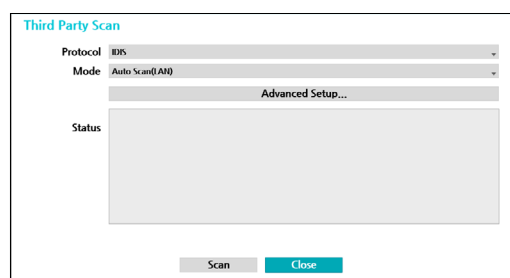 Third Party Scan
Protocol IDIS
Mode Auto Scan(LAN)
Advanced Setup...
Status
Scan Close